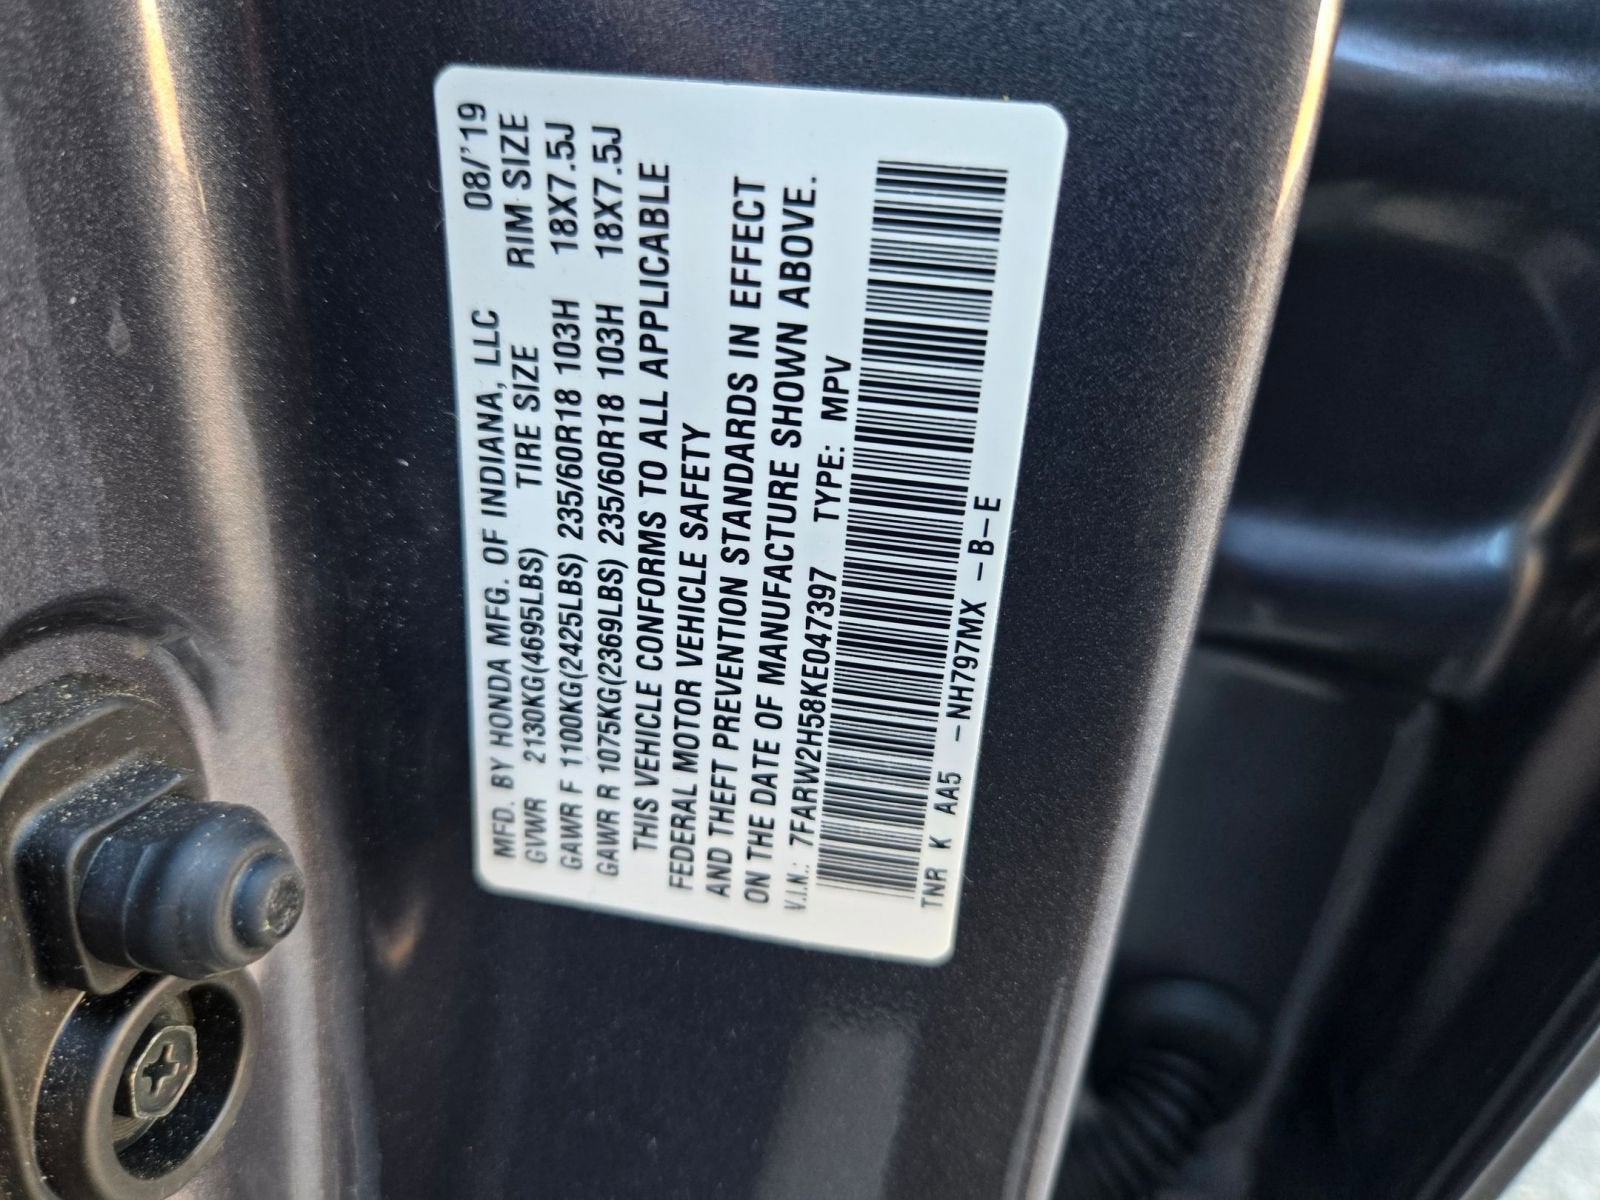 MFD. BY HONDA MFG. OF INDIANA, LLC 08/'19
GVWR 2130KG(4695LBS) TIRE SIZE RIM SIZE
GAWR F 1100KG(2425LBS) 235/60R18 103H 18X7.5J
GAWR R 1075KG(2369LBS) 235/60R18 103H 18X7.5J
THIS VEHICLE CONFORMS TO ALL APPLICABLE
FEDERAL MOTOR VEHICLE SAFETY
AND THEFT PREVENTION STANDARDS IN EFFECT
ON THE DATE OF MANUFACTURE SHOWN ABOVE.
V.I.N.: 7FARW2H58KE047397 TYPE: MPV
TNR K AA5 -NH797MX -B-E